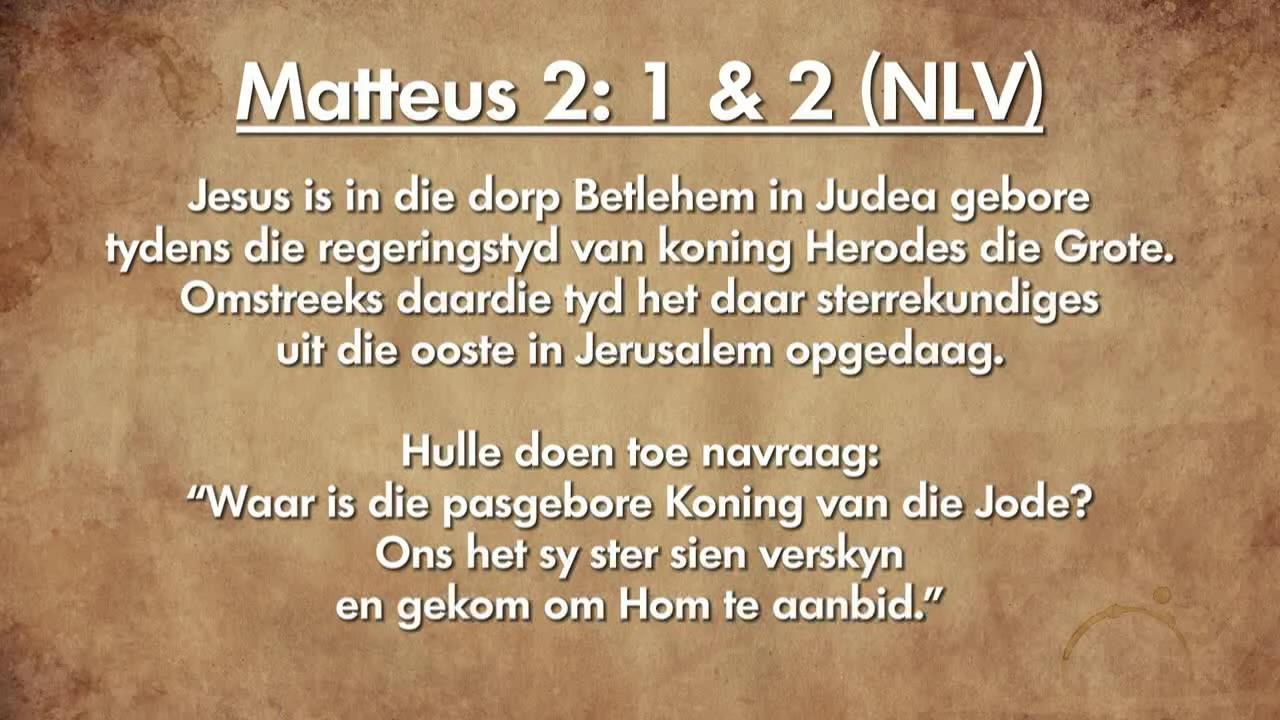 Matteus 2: 1 & 2 (NLV)
Jesus is in die dorp Betlehem in Judea gebore
tydens die regeringstyd van koning Herodes die Grote.
Omstreeks daardie tyd het daar sterrekundiges
uit die ooste in Jerusalem opgedaag.
Hulle doen toe navraag:
“Waar is die pasgebore Koning van die Jode?
Ons het sy ster sien verskyn
en gekom om Hom te aanbid.”